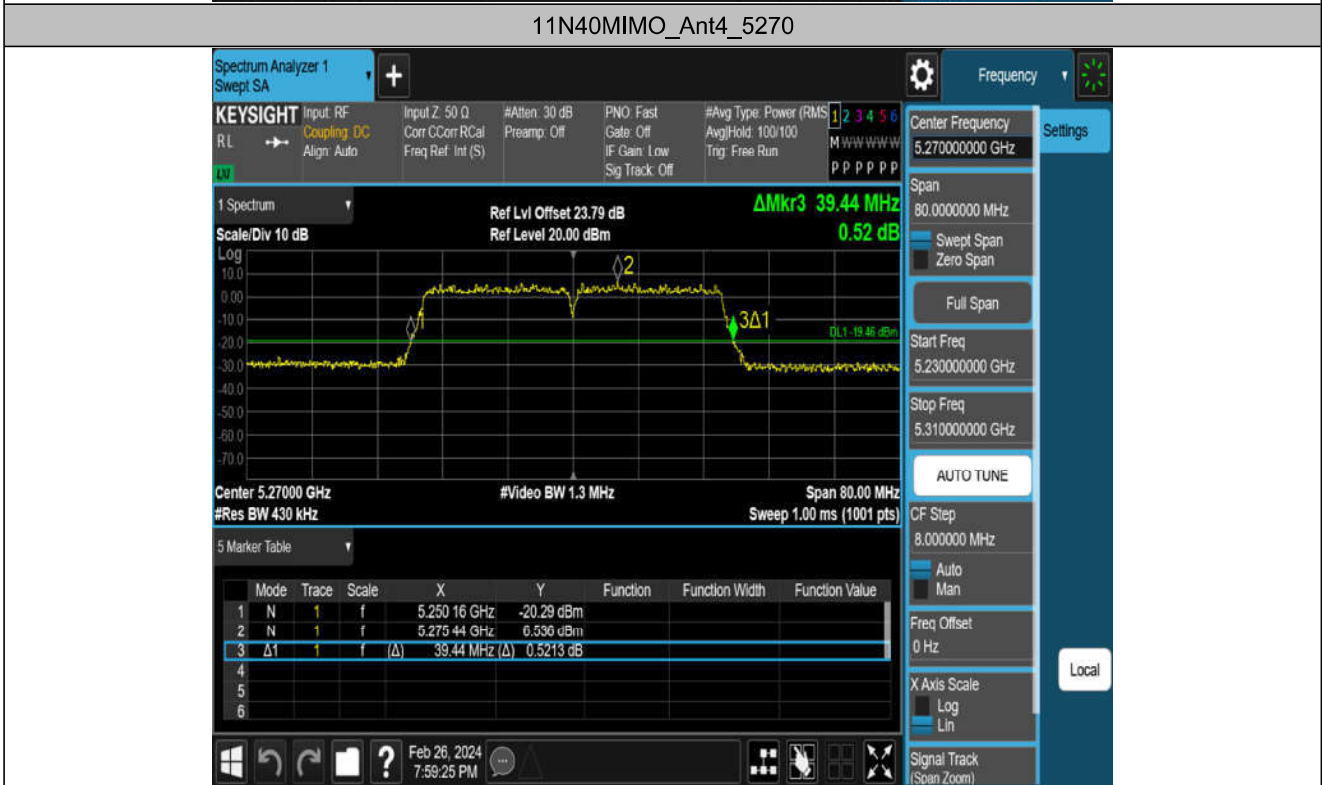 11N40MIMO_Ant4_5270
Spectrum Analyzer 1
Swept SA
+
Frequency
KEYSIGHT
RL
LXI
Input: RF
Coupling: DC
Align: Auto
Input Z: 50 Ω
Corr CCorr RCal
Freq Ref: Int (S)
#Atten: 30 dB
Preamp: Off
PNO: Fast
Gate: Off
IF Gain: Low
Sig Track: Off
#Avg Type: Power (RMS
Avg|Hold: 100/100
Trig: Free Run
1 2 3 4 5 6
M W W W W W
P P P P P P
1 Spectrum
Scale/Div 10 dB
Ref Lvl Offset 23.79 dB
Ref Level 20.00 dBm
ΔMkr3 39.44 MHz
0.52 dB
Log
10.0
0.00
-10.0
-20.0
-30.0
-40.0
-50.0
-60.0
-70.0
1
2
3Δ1
DL1 -19.46 dBm
Center 5.27000 GHz
#Res BW 430 kHz
#Video BW 1.3 MHz
Span 80.00 MHz
Sweep 1.00 ms (1001 pts)
5 Marker Table
Mode Trace Scale X Y Function Function Width Function Value
1 N 1 f 5.250 16 GHz -20.29 dBm
2 N 1 f 5.275 44 GHz 6.536 dBm
3 Δ1 1 f (Δ) 39.44 MHz (Δ) 0.5213 dB
4
5
6
Feb 26, 2024
7:59:25 PM
Center Frequency
5.270000000 GHz
Settings
Span
80.0000000 MHz
Swept Span
Zero Span
Full Span
Start Freq
5.230000000 GHz
Stop Freq
5.310000000 GHz
AUTO TUNE
CF Step
8.000000 MHz
Auto
Man
Freq Offset
0 Hz
Local
X Axis Scale
Log
Lin
Signal Track
(Span Zoom)